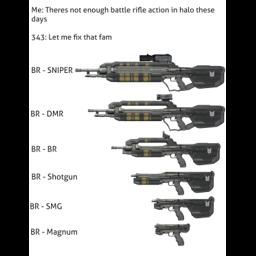 Me: Theres not enough battle rifle action in halo these
days
343: Let me fix that fam
BR - SNIPER
BR - DMR
BR - BR
BR - Shotgun
BR - SMG
BR - Magnum